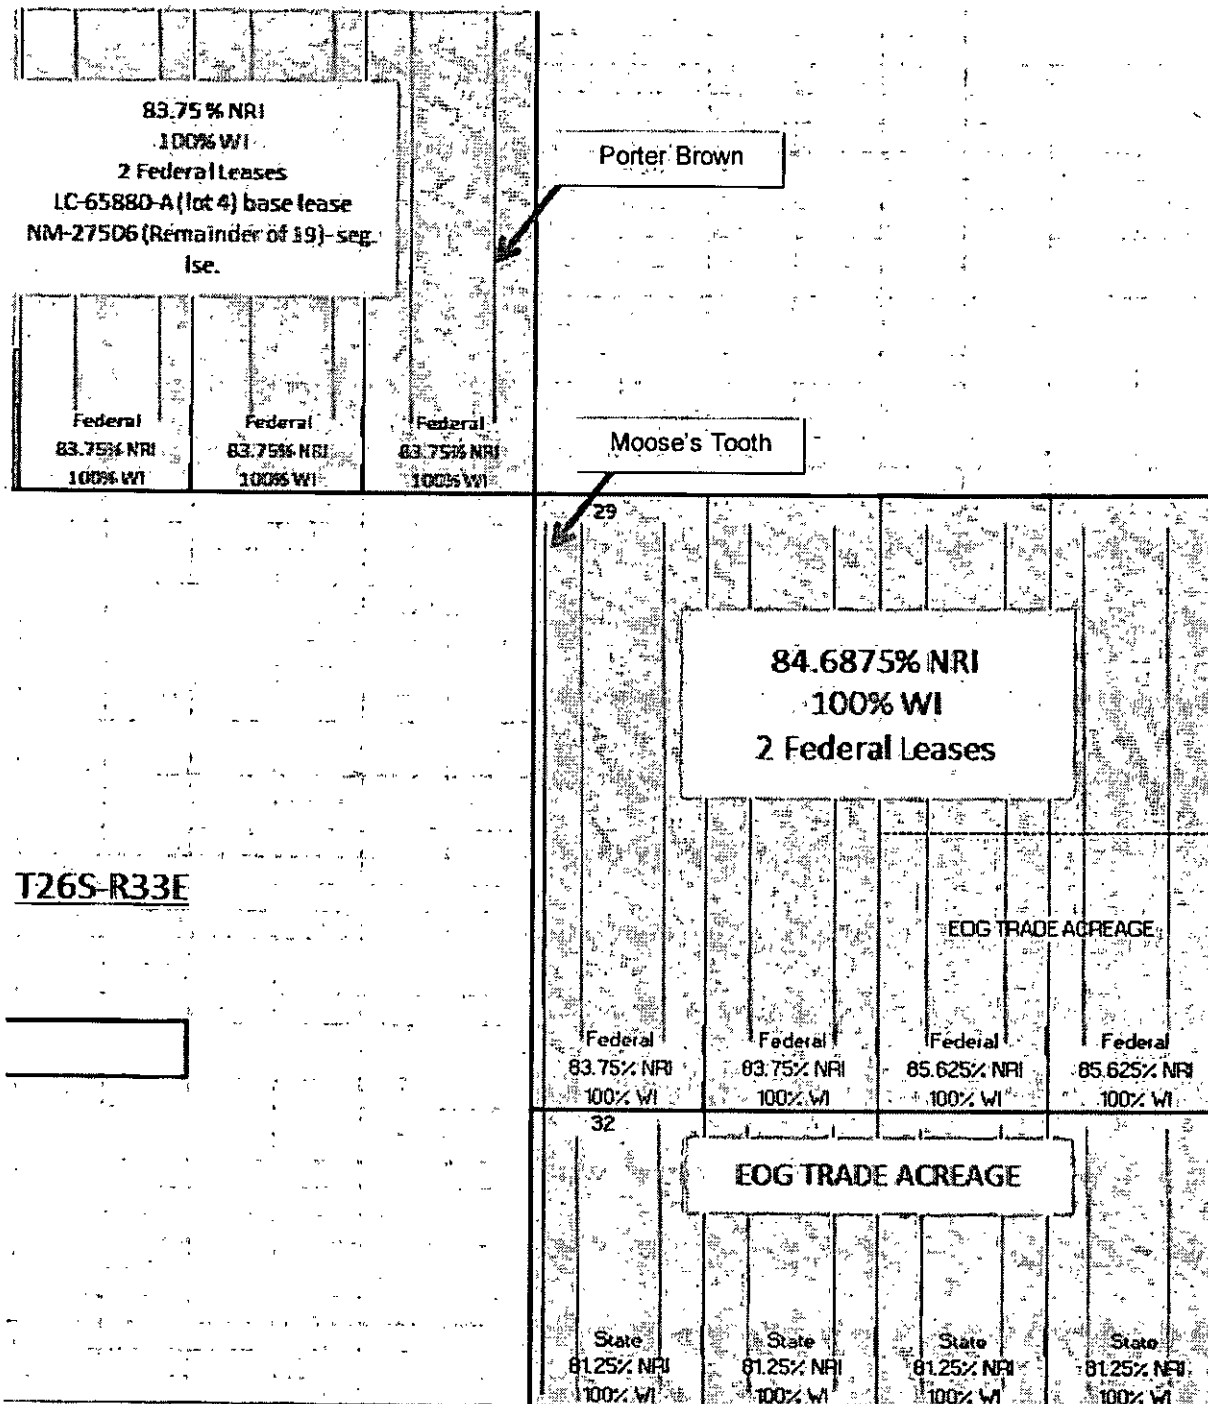 83.75% NRI
100% WI
2 Federal Leases
LC-65880-A (lot 4) base lease
NM-27506 (Remainder of 19)- seg.
lse.
Porter Brown
Federal
83.75% NRI
100% WI
Federal
83.75% NRI
100% WI
Federal
83.75% NRI
100% WI
Moose's Tooth
29
84.6875% NRI
100% WI
2 Federal Leases
T26S-R33E
EOG TRADE ACREAGE
Federal
83.75% NRI
100% WI
Federal
83.75% NRI
100% WI
Federal
85.625% NRI
100% WI
Federal
85.625% NRI
100% WI
32
EOG TRADE ACREAGE
State
81.25% NRI
100% WI
State
81.25% NRI
100% WI
State
81.25% NRI
100% WI
State
81.25% NRI
100% WI